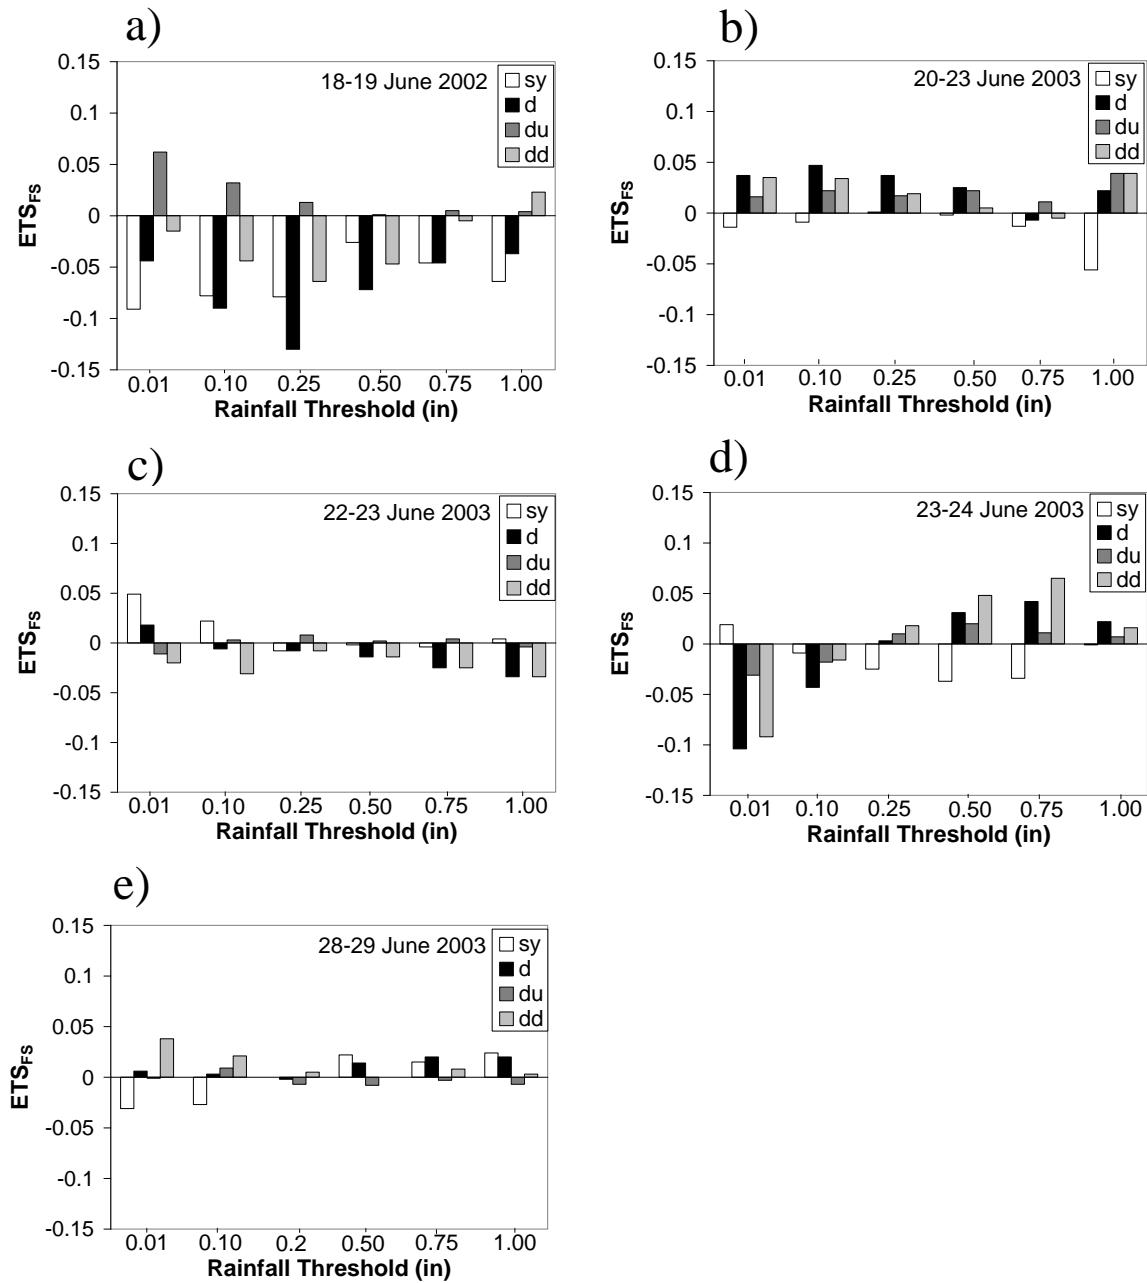 a)
0.15
0.1
0.05
0
-0.05
-0.1
-0.15
ETSFS
18-19 June 2002
sy
d
du
dd
0.01 0.10 0.25 0.50 0.75 1.00
Rainfall Threshold (in)
b)
0.15
0.1
0.05
0
-0.05
-0.1
-0.15
ETSFS
20-23 June 2003
sy
d
du
dd
0.01 0.10 0.25 0.50 0.75 1.00
Rainfall Threshold (in)
c)
0.15
0.1
0.05
0
-0.05
-0.1
-0.15
ETSFS
22-23 June 2003
sy
d
du
dd
0.01 0.10 0.25 0.50 0.75 1.00
Rainfall Threshold (in)
d)
0.15
0.1
0.05
0
-0.05
-0.1
-0.15
ETSFS
23-24 June 2003
sy
d
du
dd
0.01 0.10 0.25 0.50 0.75 1.00
Rainfall Threshold (in)
e)
0.15
0.1
0.05
0
-0.05
-0.1
-0.15
ETSFS
28-29 June 2003
sy
d
du
dd
0.01 0.10 0.2 0.50 0.75 1.00
Rainfall Threshold (in)